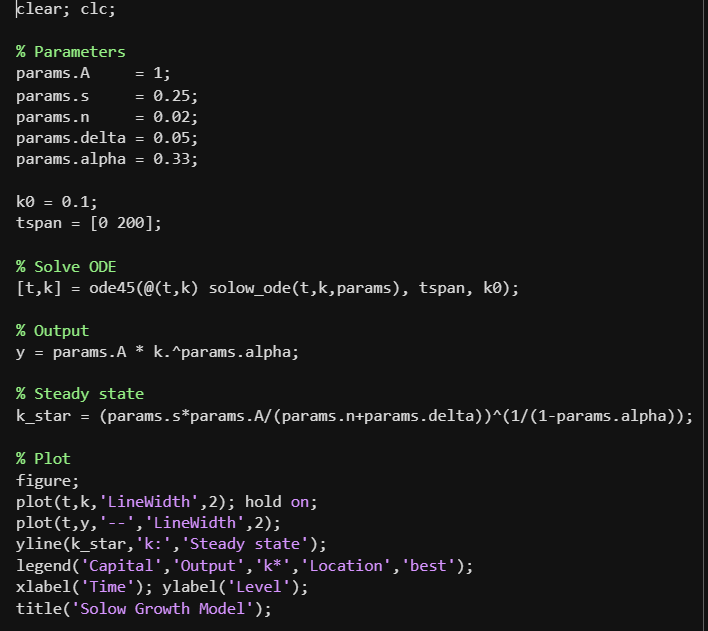 clear; clc;
% Parameters
params.A     = 1;
params.s     = 0.25;
params.n     = 0.02;
params.delta = 0.05;
params.alpha = 0.33;
k0 = 0.1;
tspan = [0 200];
% Solve ODE
[t,k] = ode45(@(t,k) solow_ode(t,k,params), tspan, k0);
% Output
y = params.A * k.^params.alpha;
% Steady state
k_star = (params.s*params.A/(params.n+params.delta))^(1/(1-params.alpha));
% Plot
figure;
plot(t,k,'LineWidth',2); hold on;
plot(t,y,'--','LineWidth',2);
yline(k_star,'k:','Steady state');
legend('Capital','Output','k*','Location','best');
xlabel('Time'); ylabel('Level');
title('Solow Growth Model');